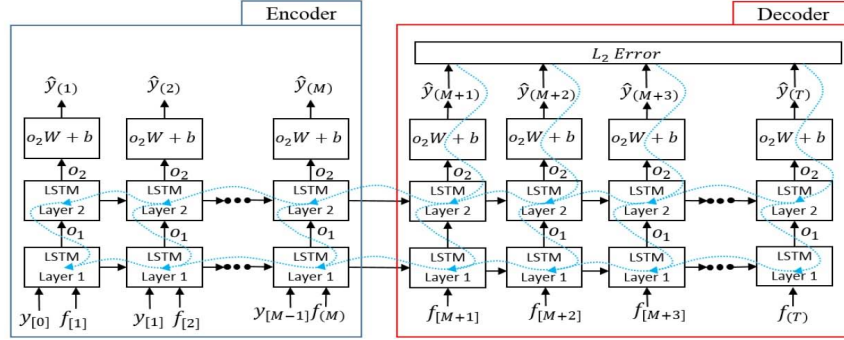 Encoder
Decoder
L₂ Error
ŷ₍₁₎ ŷ₍₂₎ ŷ₍M₎ ŷ₍M+1₎ ŷ₍M+2₎ ŷ₍M+3₎ ŷ₍T₎
o₂W + b o₂W + b o₂W + b o₂W + b o₂W + b o₂W + b o₂W + b
o₂ o₂ o₂ o₂ o₂ o₂ o₂
LSTM LSTM LSTM LSTM LSTM LSTM LSTM
Layer 2 Layer 2 Layer 2 Layer 2 Layer 2 Layer 2 Layer 2
o₁ o₁ o₁ o₁ o₁ o₁ o₁
LSTM LSTM LSTM LSTM LSTM LSTM LSTM
Layer 1 Layer 1 Layer 1 Layer 1 Layer 1 Layer 1 Layer 1
y[0] f[1] y[1] f[2] y[M−1] f(M) f[M+1] f[M+2] f[M+3] f(T)